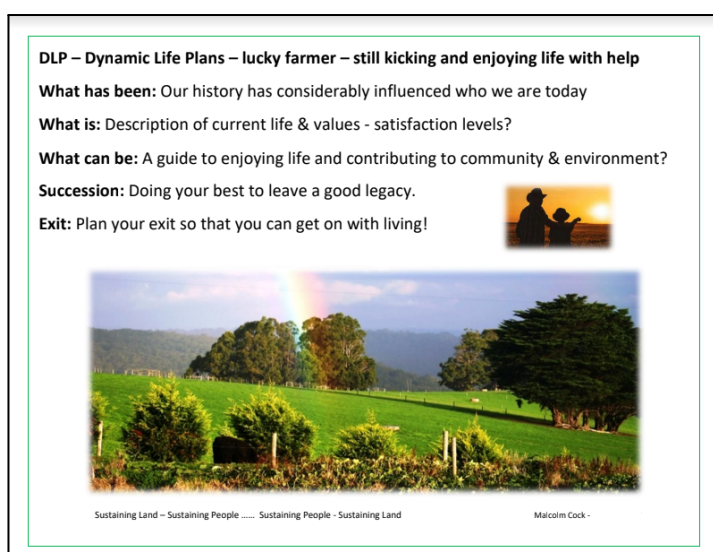 DLP – Dynamic Life Plans – lucky farmer – still kicking and enjoying life with help
What has been: Our history has considerably influenced who we are today
What is: Description of current life & values - satisfaction levels?
What can be: A guide to enjoying life and contributing to community & environment?
Succession: Doing your best to leave a good legacy.
Exit: Plan your exit so that you can get on with living!
Sustaining Land – Sustaining People ...... Sustaining People - Sustaining Land Malcolm Cock -